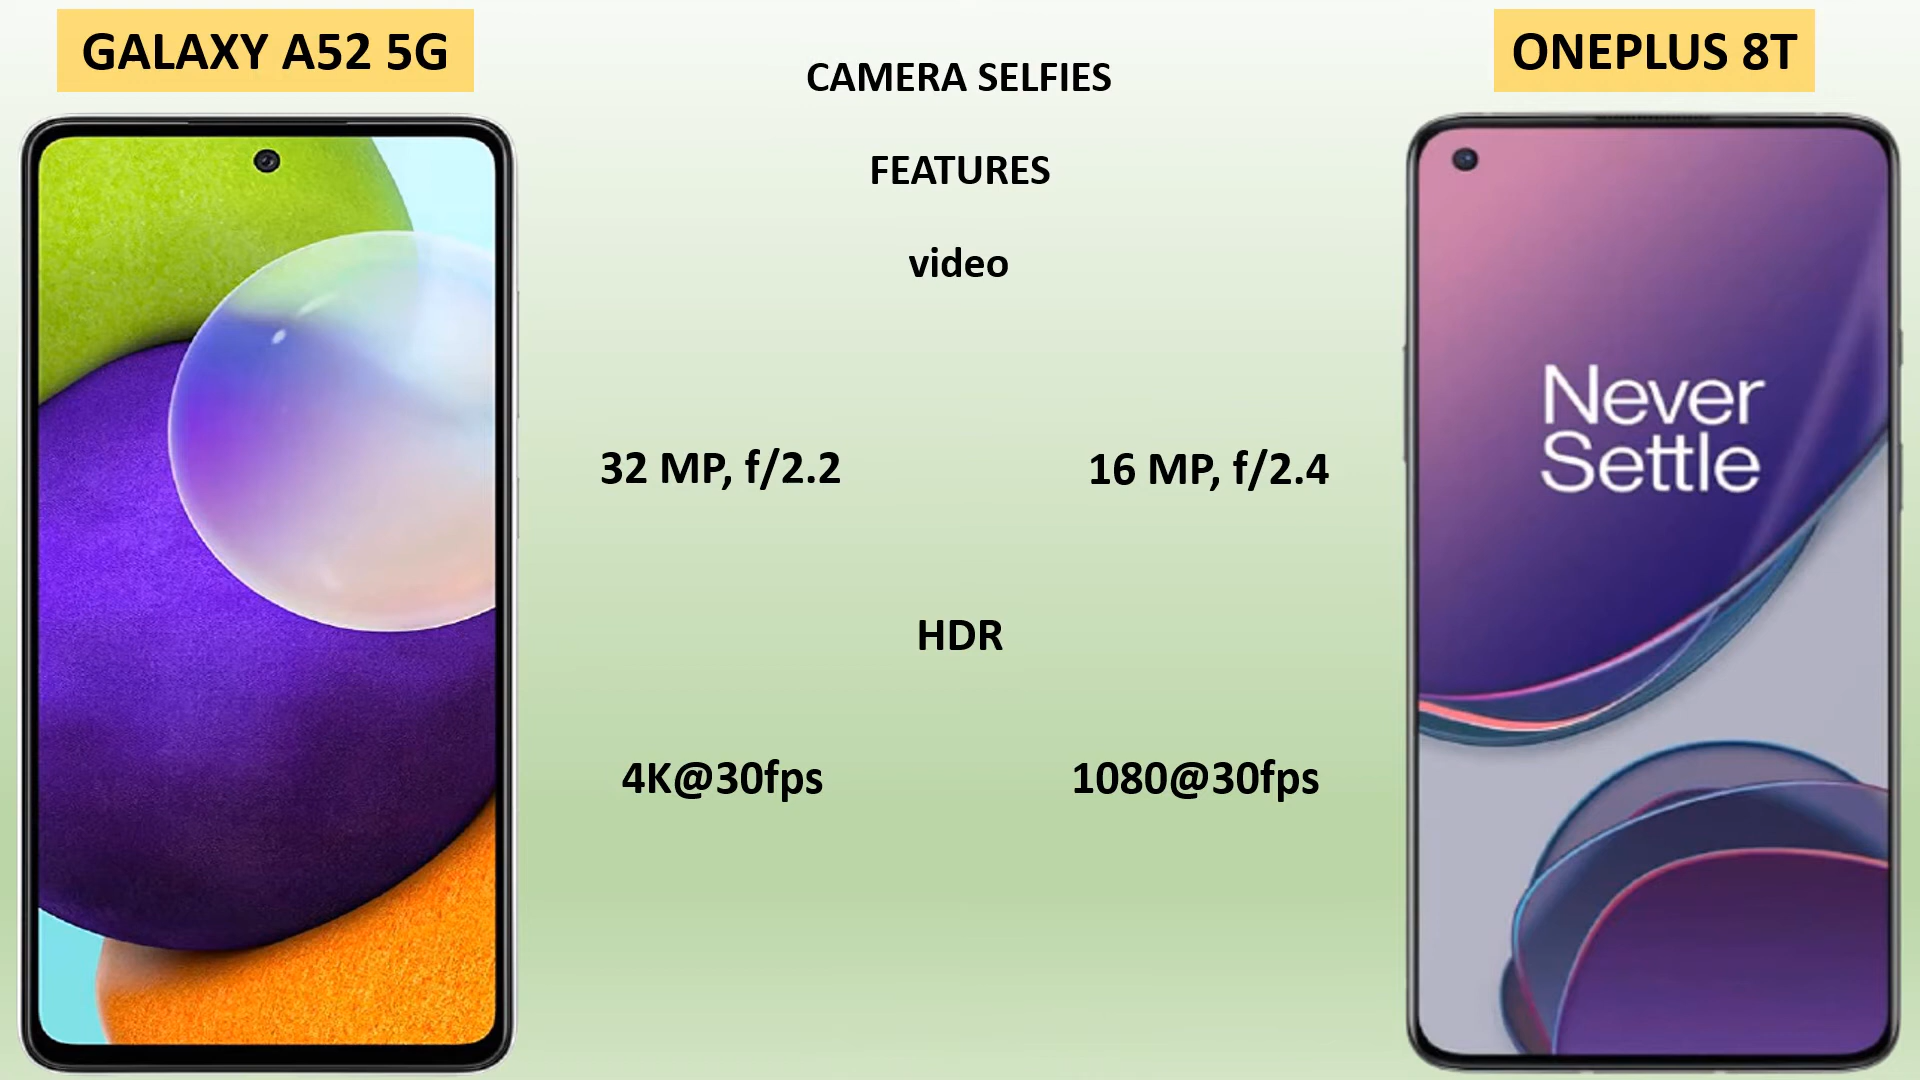 GALAXY A52 5G
ONEPLUS 8T
CAMERA SELFIES
FEATURES
video
Never
Settle
32 MP, f/2.2
16 MP, f/2.4
HDR
4K@30fps
1080@30fps